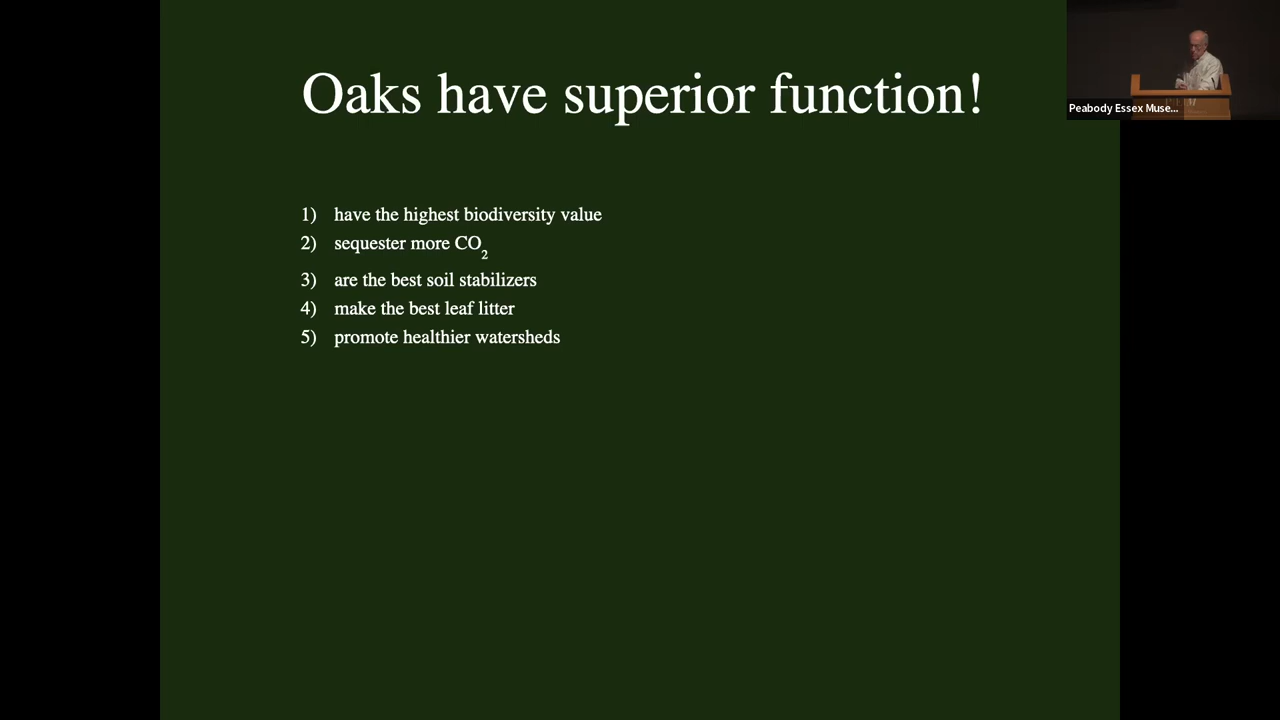 Oaks have superior function!
1) have the highest biodiversity value
2) sequester more CO₂
3) are the best soil stabilizers
4) make the best leaf litter
5) promote healthier watersheds
Peabody Essex Muse...